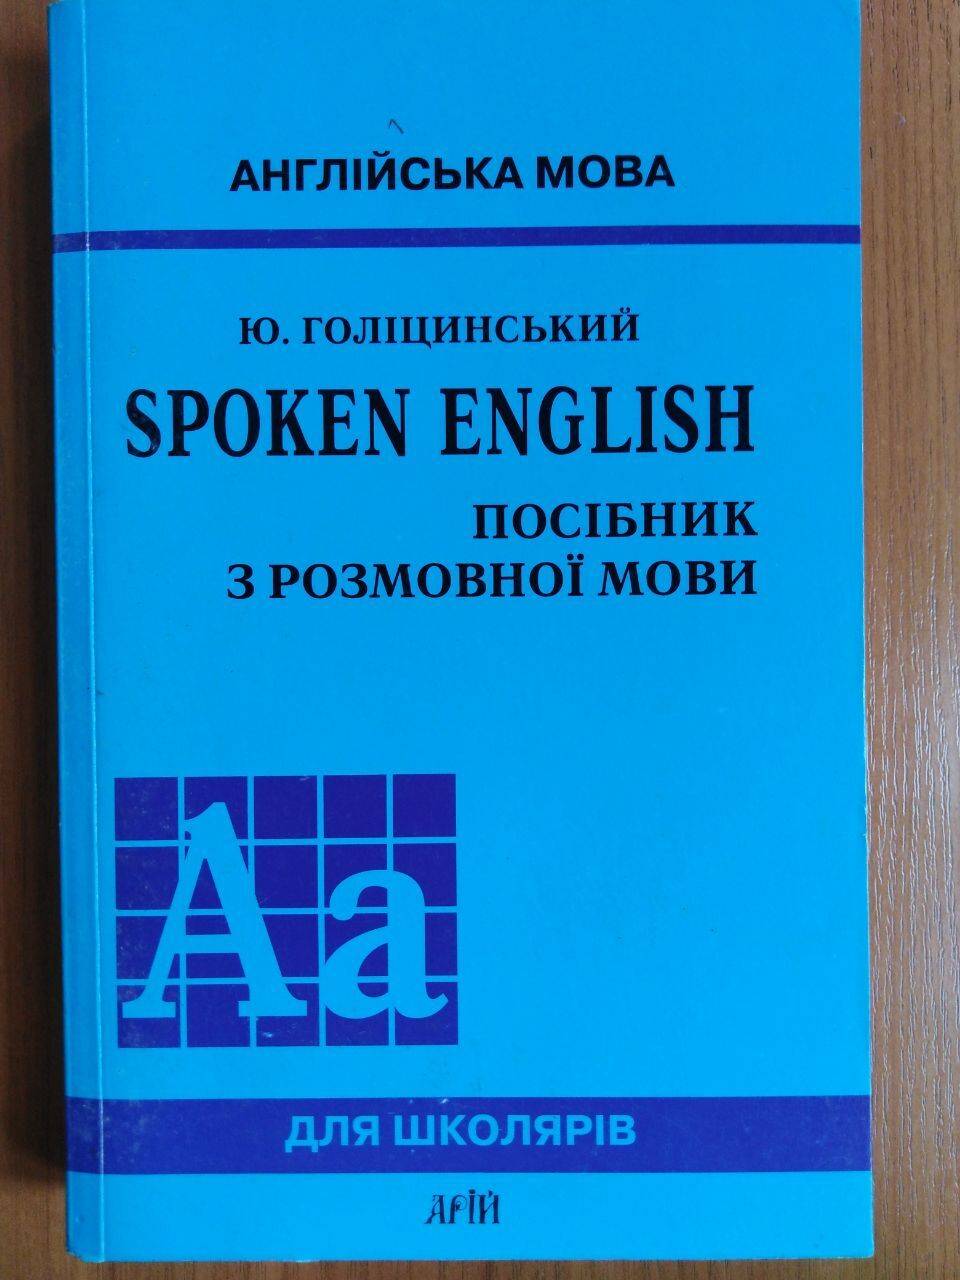 АНГЛІЙСЬКА МОВА
Ю. ГОЛІЦИНСЬКИЙ
SPOKEN ENGLISH
ПОСІБНИК
З РОЗМОВНОЇ МОВИ
Aa
ДЛЯ ШКОЛЯРІВ
АРІЙ